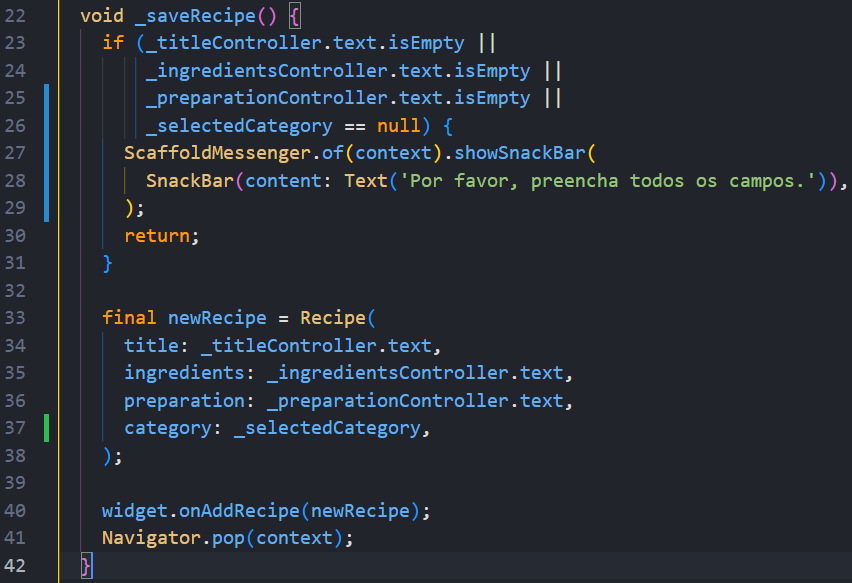 22 void _saveRecipe() {
23 if (_titleController.text.isEmpty ||
24 _ingredientsController.text.isEmpty ||
25 _preparationController.text.isEmpty ||
26 _selectedCategory == null) {
27 ScaffoldMessenger.of(context).showSnackBar(
28 SnackBar(content: Text('Por favor, preencha todos os campos.')),
29 );
30 return;
31 }
32
33 final newRecipe = Recipe(
34 title: _titleController.text,
35 ingredients: _ingredientsController.text,
36 preparation: _preparationController.text,
37 category: _selectedCategory,
38 );
39
40 widget.onAddRecipe(newRecipe);
41 Navigator.pop(context);
42 }